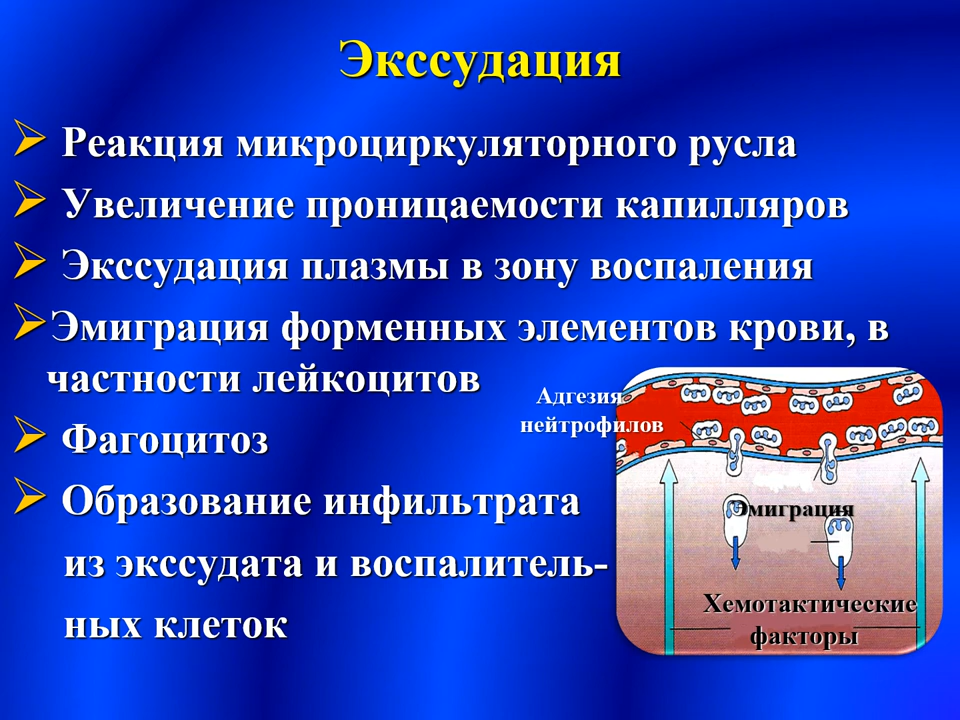 Экссудация
Реакция микроциркуляторного русла
Увеличение проницаемости капилляров
Экссудация плазмы в зону воспаления
Эмиграция форменных элементов крови, в
частности лейкоцитов
Адгезия
нейтрофилов
Фагоцитоз
Образование инфильтрата
из экссудата и воспалитель-
ных клеток
Эмиграция
Хемотактические
факторы